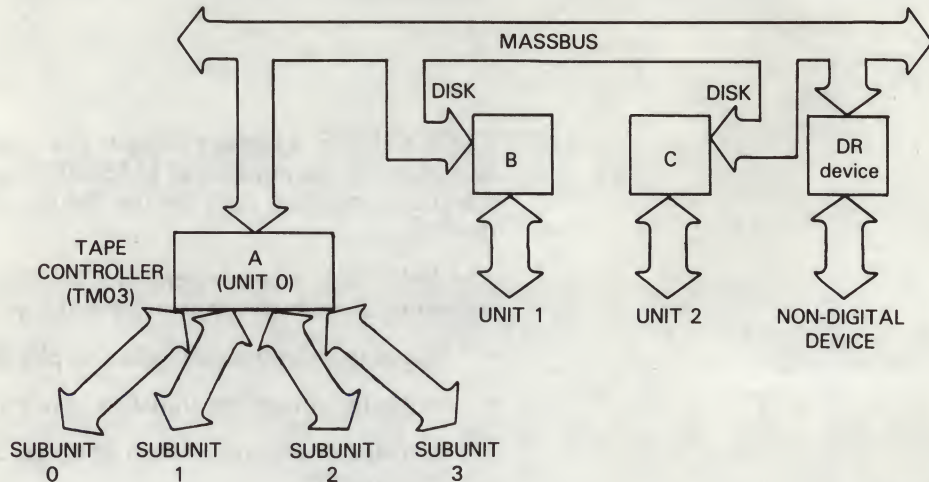 MASSBUS
DISK
DISK
B
C
DR
device
TAPE
CONTROLLER
(TM03)
A
(UNIT 0)
UNIT 1
UNIT 2
NON-DIGITAL
DEVICE
SUBUNIT
0
SUBUNIT
1
SUBUNIT
2
SUBUNIT
3